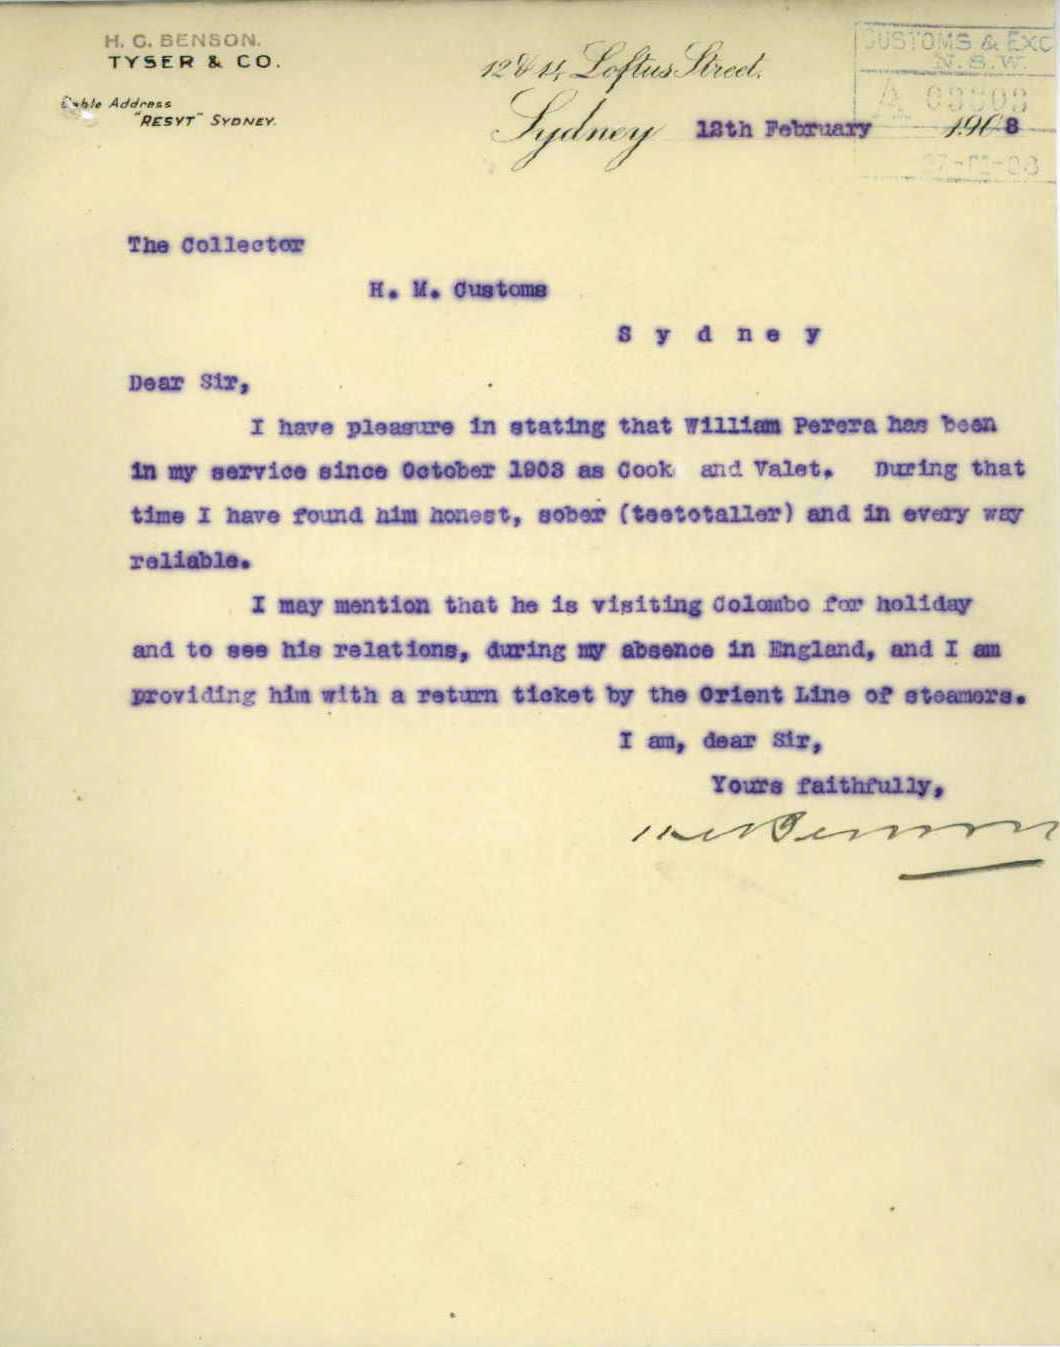 H. C. BENSON.
TYSER & CO.
Cable Address
"RESYT" SYDNEY.
12 & 14, Loftus Street.
Sydney 12th February 1908
CUSTOMS & EXC
N.S.W.
A 03803
The Collector
H. M. Customs
Sydney
Dear Sir,
I have pleasure in stating that William Perera has been
in my service since October 1903 as Cook and Valet. During that
time I have found him honest, sober (teetotaller) and in every way
reliable.
I may mention that he is visiting Colombo for holiday
and to see his relations, during my absence in England, and I am
providing him with a return ticket by the Orient Line of steamers.
I am, dear Sir,
Yours faithfully,
Benson